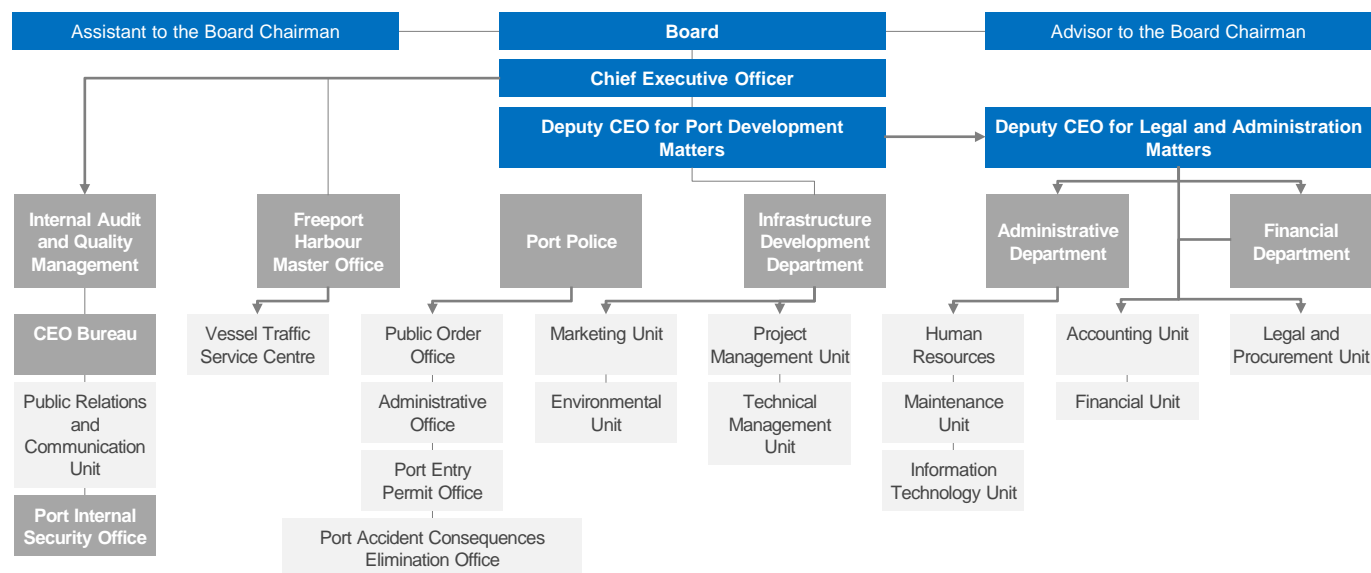 Assistant to the Board Chairman
Board
Advisor to the Board Chairman
Chief Executive Officer
Deputy CEO for Port Development
Matters
Deputy CEO for Legal and Administration
Matters
Internal Audit
and Quality
Management
Freeport
Harbour
Master Office
Port Police
Infrastructure
Development
Department
Administrative
Department
Financial
Department
CEO Bureau
Vessel Traffic
Service Centre
Public Order
Office
Marketing Unit
Project
Management Unit
Human
Resources
Accounting Unit
Legal and
Procurement Unit
Public Relations
and
Communication
Unit
Administrative
Office
Environmental
Unit
Technical
Management
Unit
Maintenance
Unit
Financial Unit
Port Entry
Permit Office
Information
Technology Unit
Port Internal
Security Office
Port Accident Consequences
Elimination Office